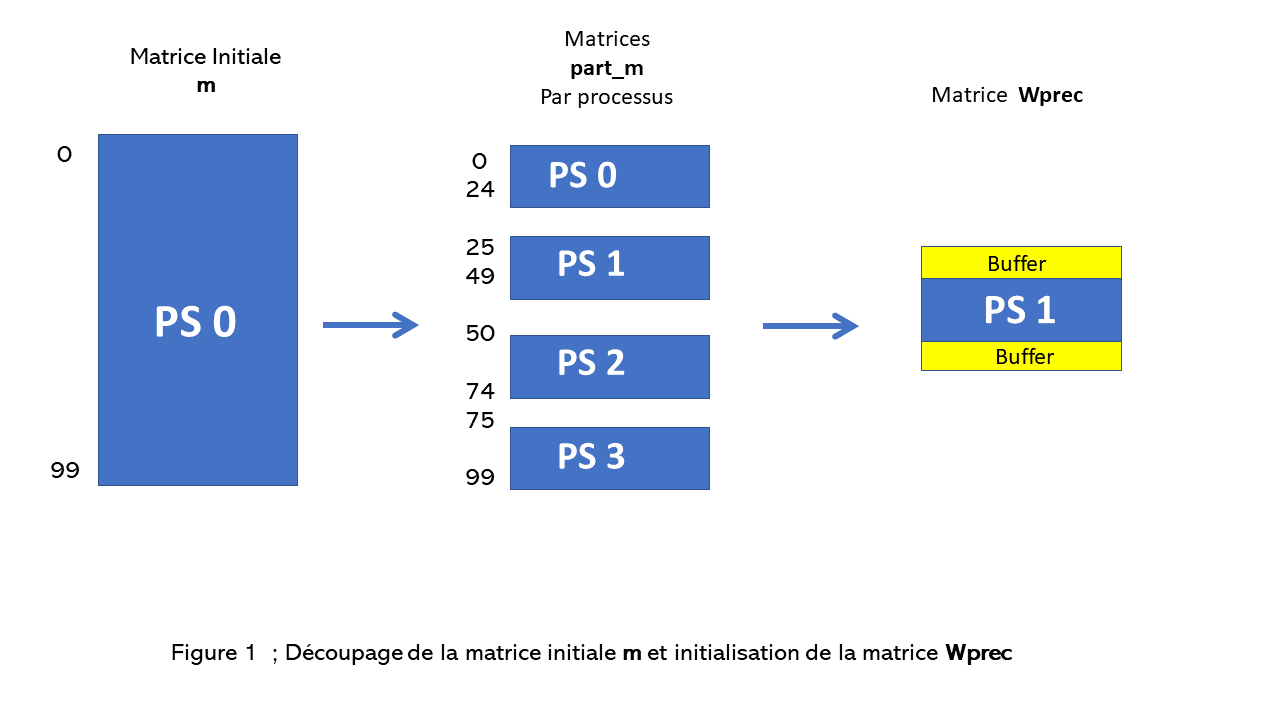 Matrice Initiale
m
0
99
PS 0
Matrices
part_m
Par processus
0
24
PS 0
25
49
PS 1
50
74
PS 2
75
99
PS 3
Matrice Wprec
Buffer
PS 1
Buffer
Figure 1 ; Découpage de la matrice initiale m et initialisation de la matrice Wprec